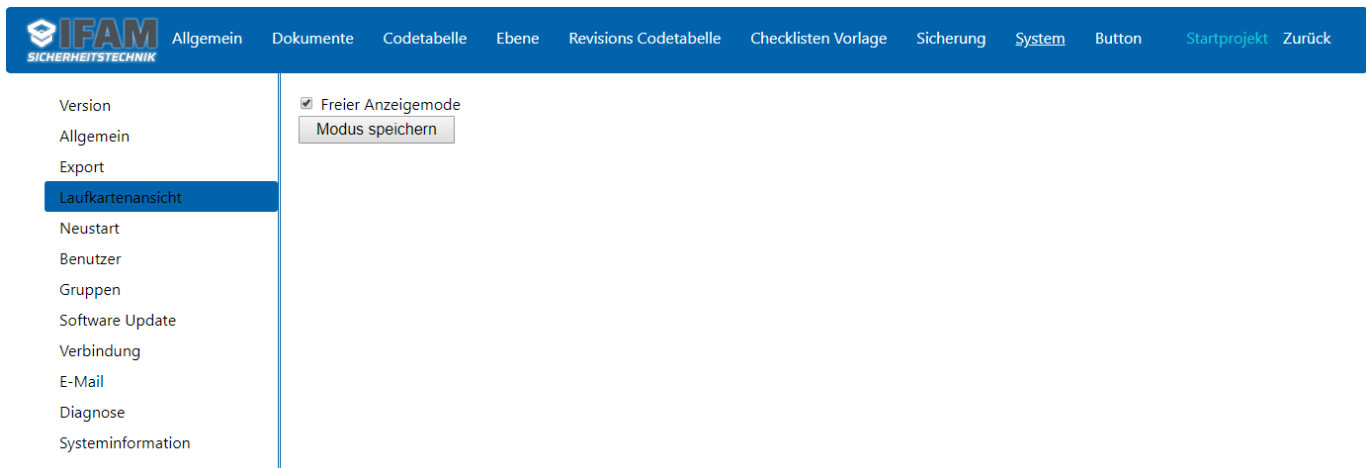 IFAM
SICHERHEITSTECHNIK
Allgemein Dokumente Codetabelle Ebene Revisions Codetabelle Checklisten Vorlage Sicherung System Button Startprojekt Zurück
Version
Allgemein
Export
Laufkartenansicht
Neustart
Benutzer
Gruppen
Software Update
Verbindung
E-Mail
Diagnose
Systeminformation
Freier Anzeigemode
Modus speichern